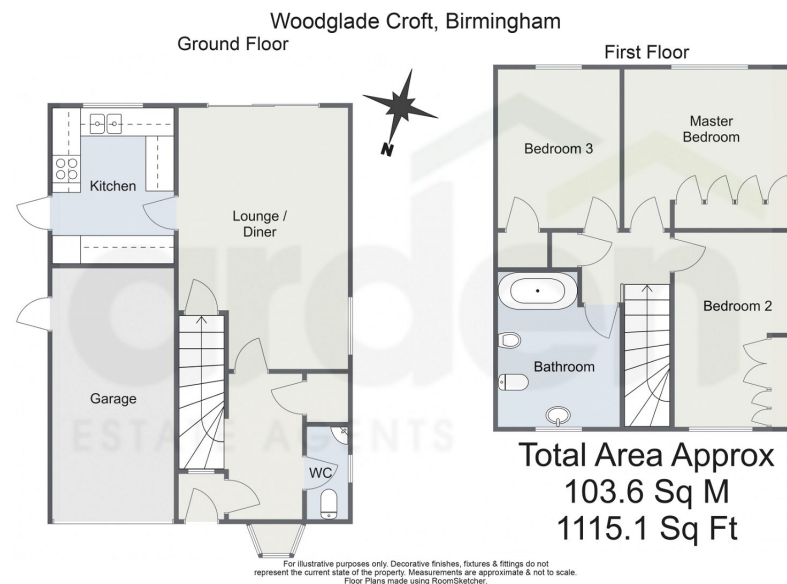 Woodglade Croft, Birmingham
Ground Floor
First Floor
N
Kitchen
Lounge /
Diner
Garage
WC
Bedroom 3
Master
Bedroom
Bedroom 2
Bathroom
arden
ESTATE AGENTS
Total Area Approx
103.6 Sq M
1115.1 Sq Ft
For illustrative purposes only. Decorative finishes, fixtures & fittings do not
represent the current state of the property. Measurements are approximate & not to scale.
Floor Plans made using RoomSketcher.